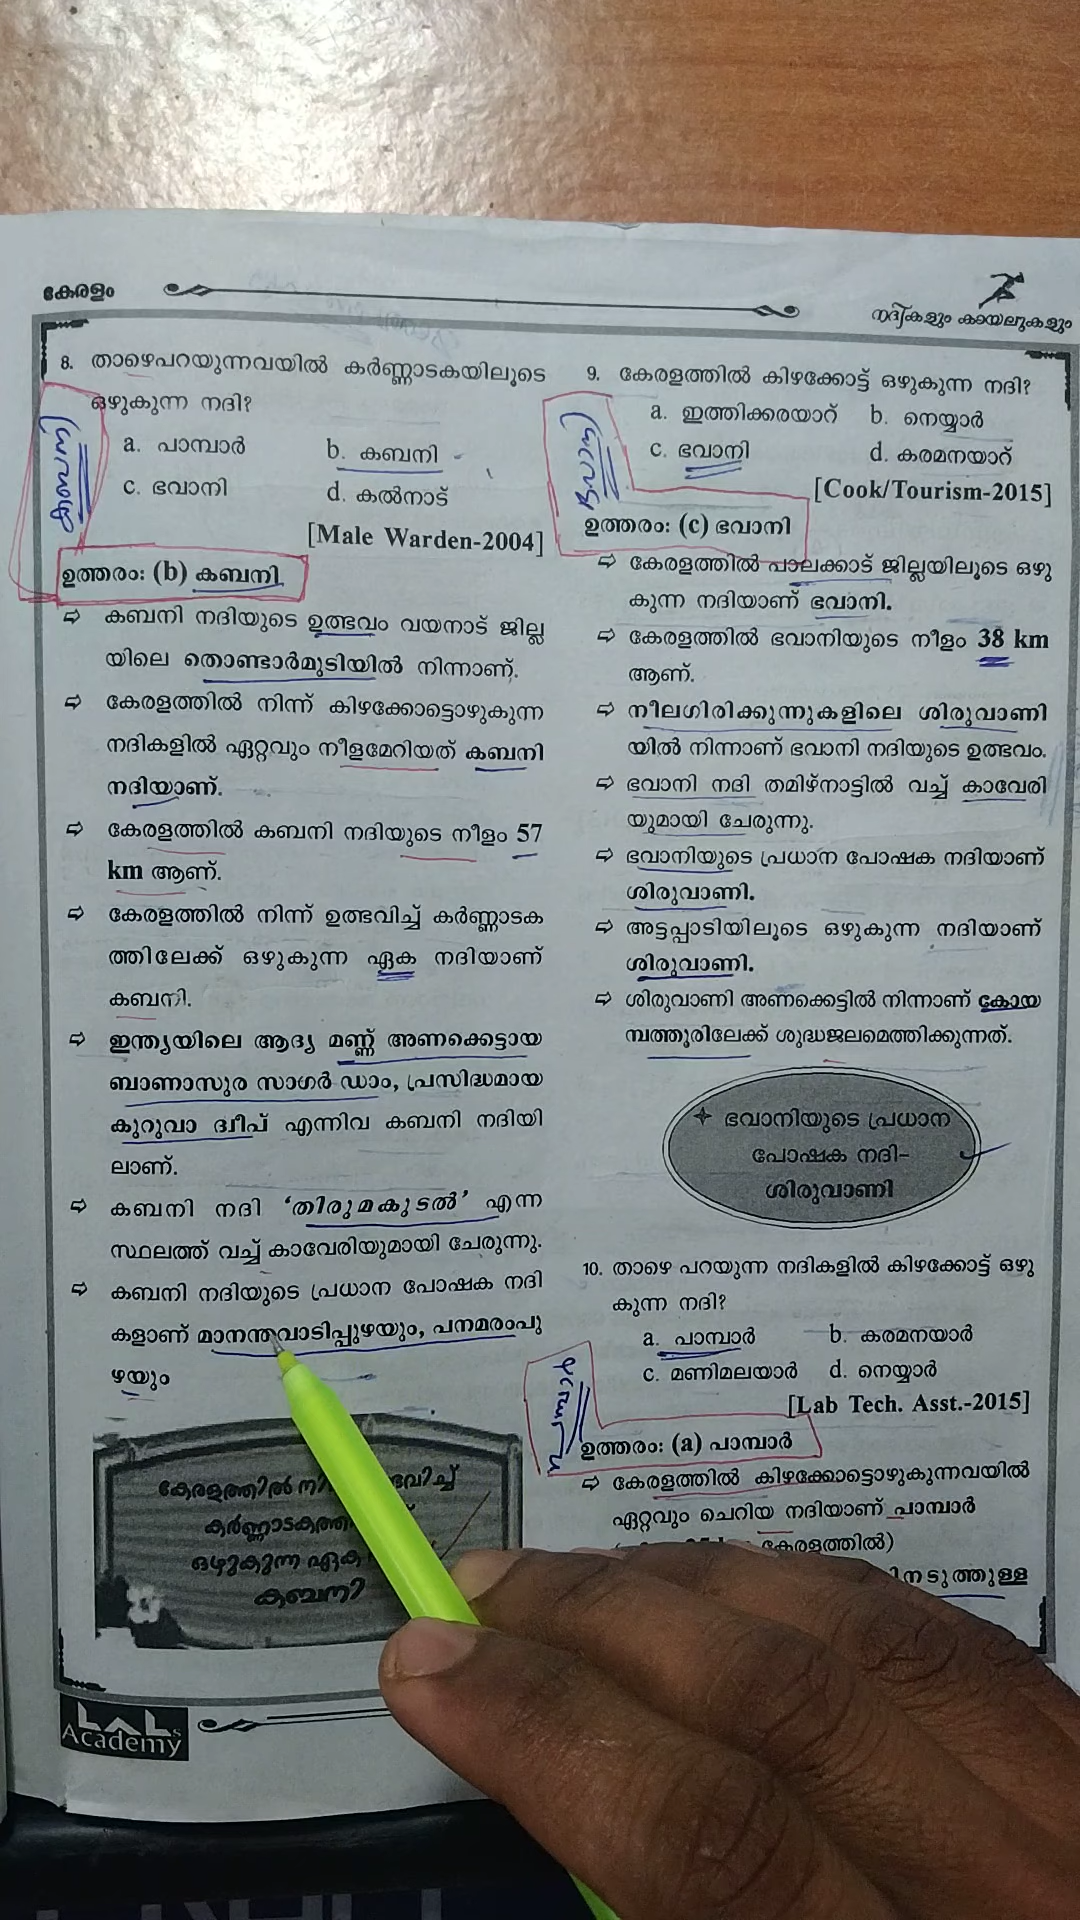 കേരളം
നദികളും കായലുകളും
8. താഴെപറയുന്നവയിൽ കർണ്ണാടകയിലൂടെ
ഒഴുകുന്ന നദി?
a. പാമ്പാർ b. കബനി
c. ഭവാനി d. കൽനാട്
[Male Warden-2004]
കബനി
ഉത്തരം: (b) കബനി
⇨ കബനി നദിയുടെ ഉത്ഭവം വയനാട് ജില്ല
യിലെ തൊണ്ടാർമുടിയിൽ നിന്നാണ്.
⇨ കേരളത്തിൽ നിന്ന് കിഴക്കോട്ടൊഴുകുന്ന
നദികളിൽ ഏറ്റവും നീളമേറിയത് കബനി
നദിയാണ്.
⇨ കേരളത്തിൽ കബനി നദിയുടെ നീളം 57
km ആണ്.
⇨ കേരളത്തിൽ നിന്ന് ഉത്ഭവിച്ച് കർണ്ണാടക
ത്തിലേക്ക് ഒഴുകുന്ന ഏക നദിയാണ്
കബനി.
⇨ ഇന്ത്യയിലെ ആദ്യ മണ്ണ് അണക്കെട്ടായ
ബാണാസുര സാഗർ ഡാം, പ്രസിദ്ധമായ
കുറുവാ ദ്വീപ് എന്നിവ കബനി നദിയി
ലാണ്.
⇨ കബനി നദി ‘തിരുമകൂടൽ’ എന്ന
സ്ഥലത്ത് വച്ച് കാവേരിയുമായി ചേരുന്നു.
⇨ കബനി നദിയുടെ പ്രധാന പോഷക നദി
കളാണ് മാനന്തവാടിപ്പുഴയും, പനമരംപു
ഴയും
കേരളത്തിൽ
കർണ്ണാടകത്തി
ഒഴുകുന്ന ഏക
കബനി
LALs
Academy
9. കേരളത്തിൽ കിഴക്കോട്ട് ഒഴുകുന്ന നദി?
a. ഇത്തിക്കരയാറ് b. നെയ്യാർ
c. ഭവാനി d. കരമനയാറ്
[Cook/Tourism-2015]
ഭവാനി
ഉത്തരം: (c) ഭവാനി
⇨ കേരളത്തിൽ പാലക്കാട് ജില്ലയിലൂടെ ഒഴു
കുന്ന നദിയാണ് ഭവാനി.
⇨ കേരളത്തിൽ ഭവാനിയുടെ നീളം 38 km
ആണ്.
⇨ നീലഗിരിക്കുന്നുകളിലെ ശിരുവാണി
യിൽ നിന്നാണ് ഭവാനി നദിയുടെ ഉത്ഭവം.
⇨ ഭവാനി നദി തമിഴ്നാട്ടിൽ വച്ച് കാവേരി
യുമായി ചേരുന്നു.
⇨ ഭവാനിയുടെ പ്രധാന പോഷക നദിയാണ്
ശിരുവാണി.
⇨ അട്ടപ്പാടിയിലൂടെ ഒഴുകുന്ന നദിയാണ്
ശിരുവാണി.
⇨ ശിരുവാണി അണക്കെട്ടിൽ നിന്നാണ് കോയ
മ്പത്തൂരിലേക്ക് ശുദ്ധജലമെത്തിക്കുന്നത്.
✦ ഭവാനിയുടെ പ്രധാന
പോഷക നദി-
ശിരുവാണി
10. താഴെ പറയുന്ന നദികളിൽ കിഴക്കോട്ട് ഒഴു
കുന്ന നദി?
a. പാമ്പാർ b. കരമനയാർ
c. മണിമലയാർ d. നെയ്യാർ
[Lab Tech. Asst.-2015]
പാമ്പാർ
ഉത്തരം: (a) പാമ്പാർ
⇨ കേരളത്തിൽ കിഴക്കോട്ടൊഴുകുന്നവയിൽ
ഏറ്റവും ചെറിയ നദിയാണ് പാമ്പാർ
കേരളത്തിൽ)